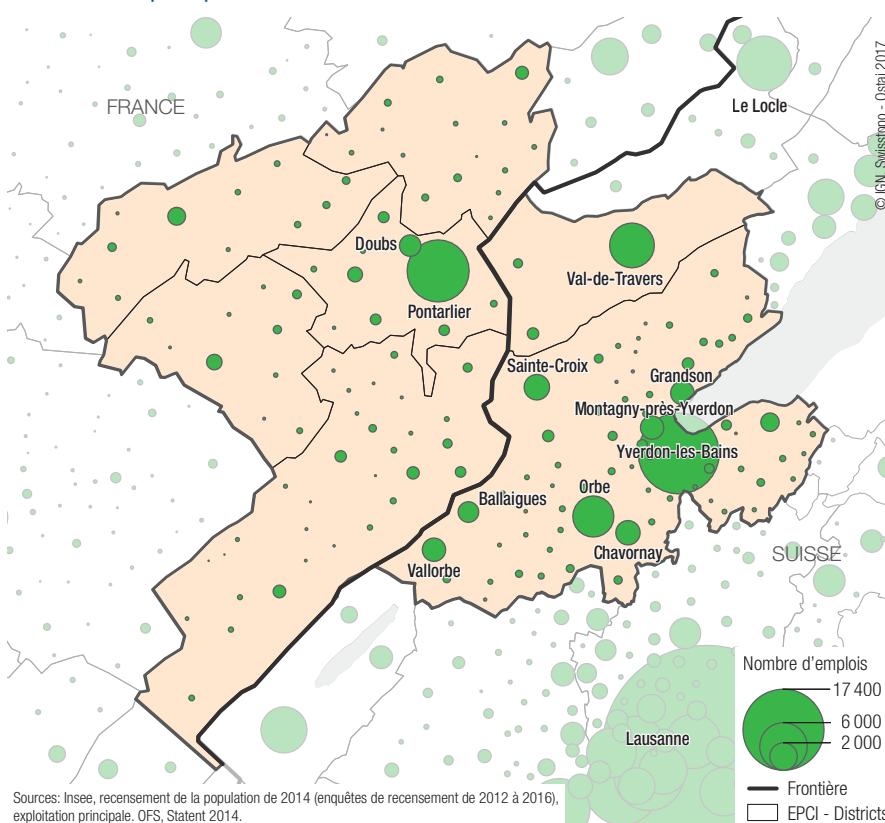 FRANCE
Le Locle
© IGN, Swisstopo - Ostaj 2017
Doubs
Val-de-Travers
Pontarlier
Sainte-Croix
Grandson
Montagny-près-Yverdon
Yverdon-les-Bains
Orbe
Ballaigues
Chavornay
SUISSE
Vallorbe
Nombre d'emplois
17 400
6 000
2 000
Lausanne
Frontière
EPCI - Districts
Sources: Insee, recensement de la population de 2014 (enquêtes de recensement de 2012 à 2016),
exploitation principale. OFS, Statent 2014.